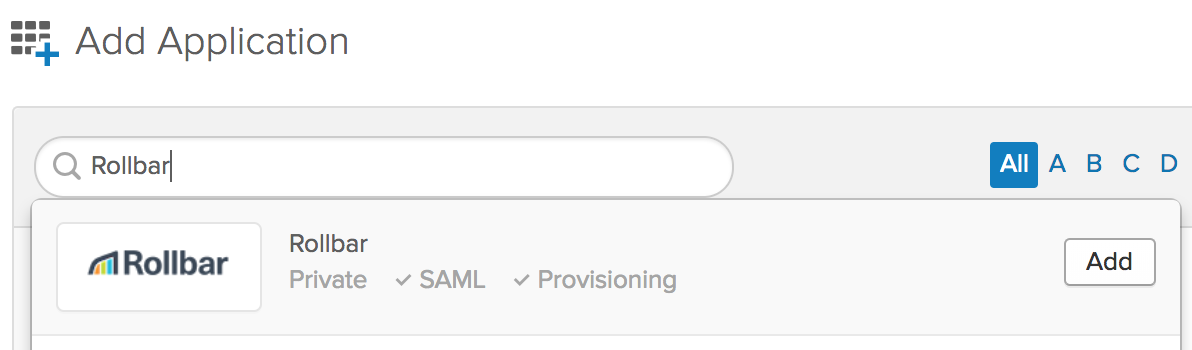 Add Application
Rollbar
All A B C D
Rollbar
Rollbar
Private ✓ SAML ✓ Provisioning
Add